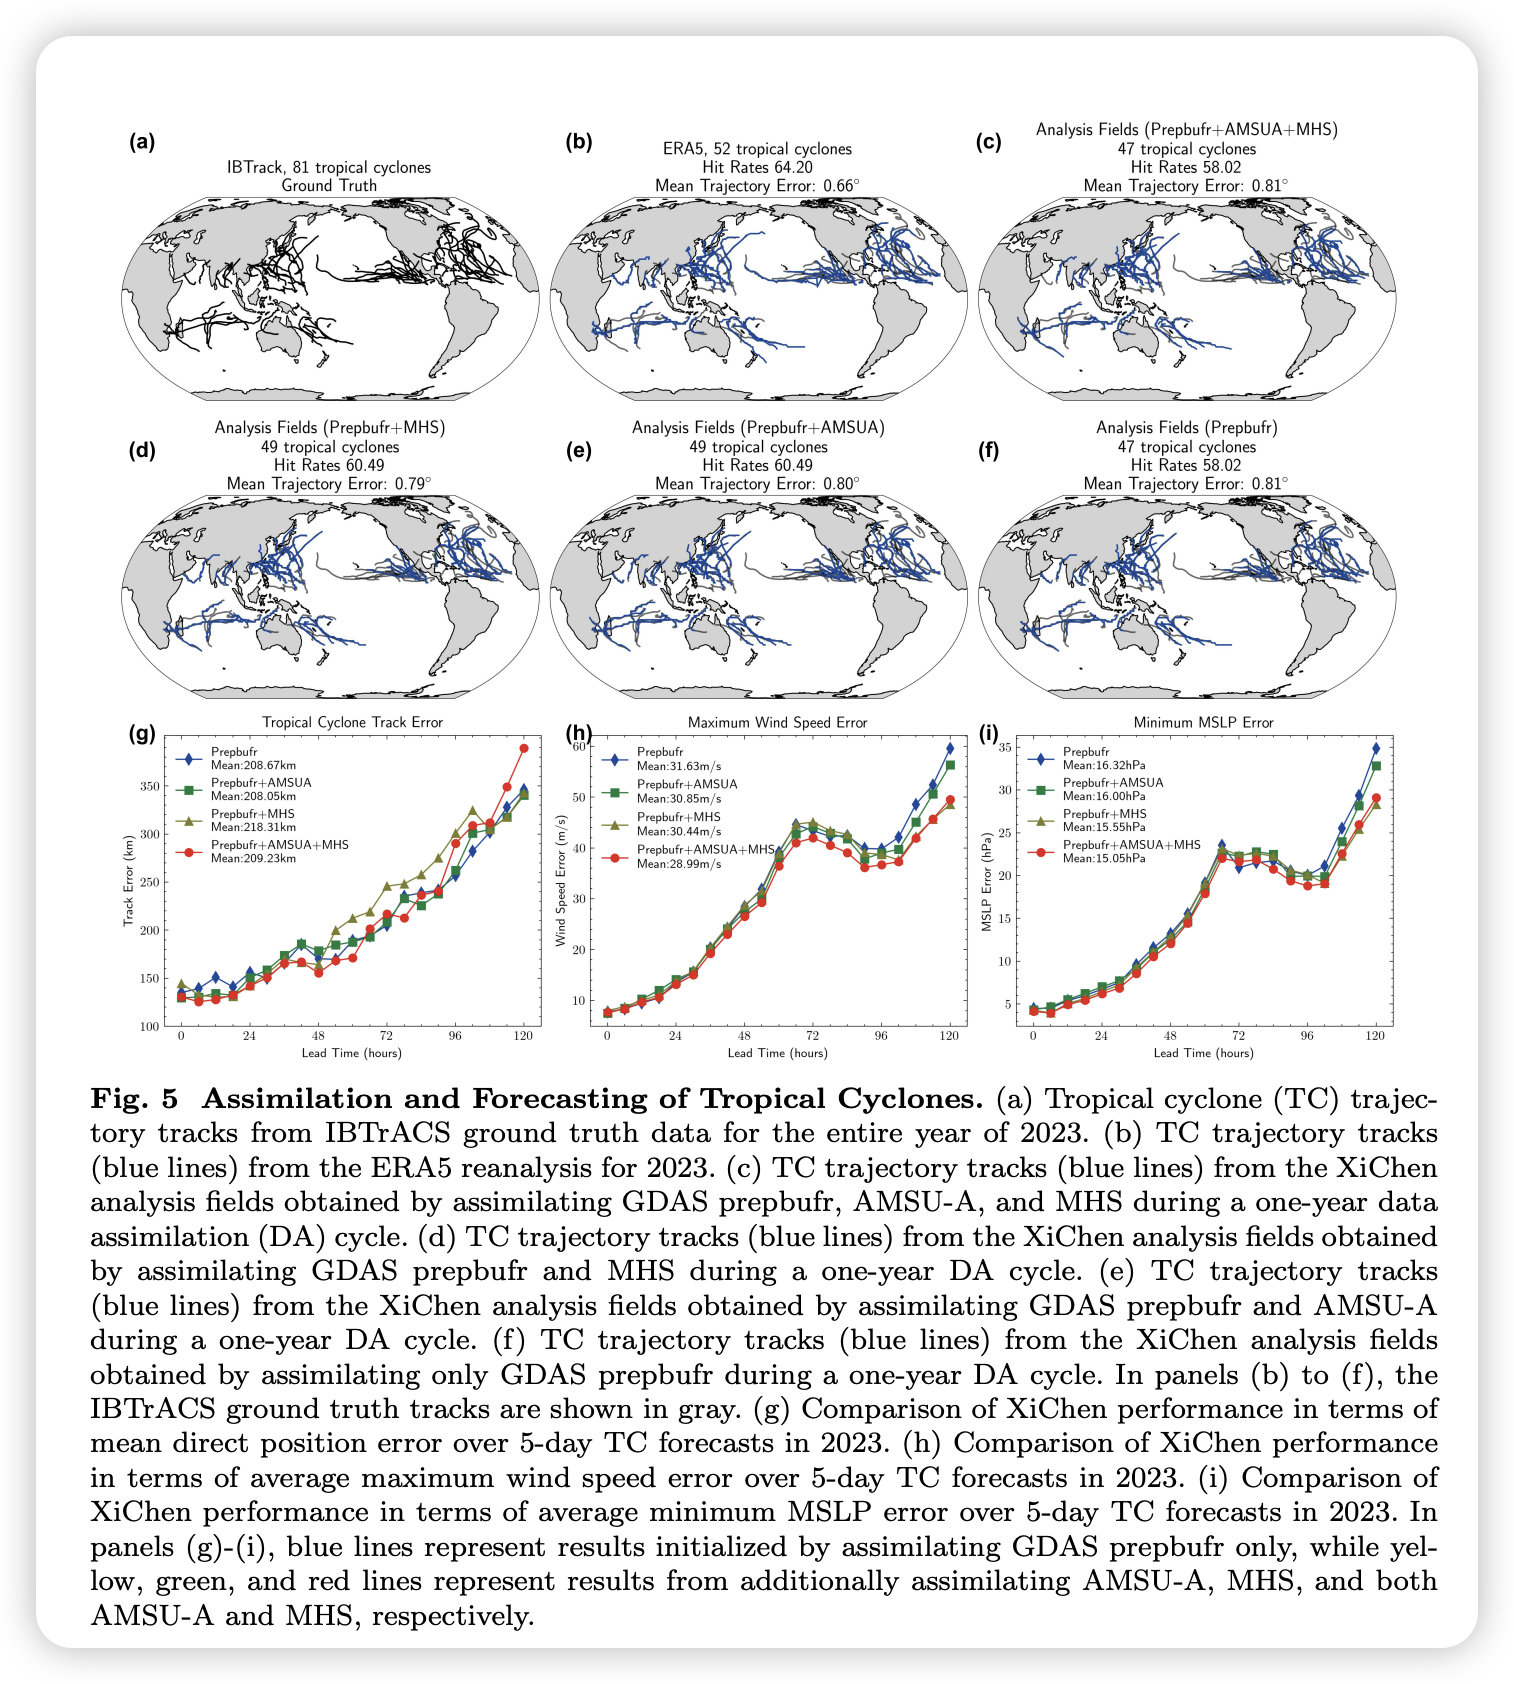 (a)
IBTrack, 81 tropical cyclones
Ground Truth
(b)
ERA5, 52 tropical cyclones
Hit Rates 64.20
Mean Trajectory Error: 0.66°
(c)
Analysis Fields (Prepbufr+AMSUA+MHS)
47 tropical cyclones
Hit Rates 58.02
Mean Trajectory Error: 0.81°
(d)
Analysis Fields (Prepbufr+MHS)
49 tropical cyclones
Hit Rates 60.49
Mean Trajectory Error: 0.79°
(e)
Analysis Fields (Prepbufr+AMSUA)
49 tropical cyclones
Hit Rates 60.49
Mean Trajectory Error: 0.80°
(f)
Analysis Fields (Prepbufr)
47 tropical cyclones
Hit Rates 58.02
Mean Trajectory Error: 0.81°
(g)
Tropical Cyclone Track Error
Prepbufr
Mean:208.67km
Prepbufr+AMSUA
Mean:208.05km
Prepbufr+MHS
Mean:218.31km
Prepbufr+AMSUA+MHS
Mean:209.23km
Track Error (km)
350
300
250
200
150
100
0 24 48 72 96 120
Lead Time (hours)
(h)
Maximum Wind Speed Error
Prepbufr
Mean:31.63m/s
Prepbufr+AMSUA
Mean:30.85m/s
Prepbufr+MHS
Mean:30.44m/s
Prepbufr+AMSUA+MHS
Mean:28.99m/s
Wind Speed Error (m/s)
60
50
40
30
20
10
0 24 48 72 96 120
Lead Time (hours)
(i)
Minimum MSLP Error
Prepbufr
Mean:16.32hPa
Prepbufr+AMSUA
Mean:16.00hPa
Prepbufr+MHS
Mean:15.55hPa
Prepbufr+AMSUA+MHS
Mean:15.05hPa
MSLP Error (hPa)
35
30
25
20
15
10
5
0 24 48 72 96 120
Lead Time (hours)
Fig. 5 Assimilation and Forecasting of Tropical Cyclones. (a) Tropical cyclone (TC) trajec-
tory tracks from IBTrACS ground truth data for the entire year of 2023. (b) TC trajectory tracks
(blue lines) from the ERA5 reanalysis for 2023. (c) TC trajectory tracks (blue lines) from the XiChen
analysis fields obtained by assimilating GDAS prepbufr, AMSU-A, and MHS during a one-year data
assimilation (DA) cycle. (d) TC trajectory tracks (blue lines) from the XiChen analysis fields obtained
by assimilating GDAS prepbufr and MHS during a one-year DA cycle. (e) TC trajectory tracks
(blue lines) from the XiChen analysis fields obtained by assimilating GDAS prepbufr and AMSU-A
during a one-year DA cycle. (f) TC trajectory tracks (blue lines) from the XiChen analysis fields
obtained by assimilating only GDAS prepbufr during a one-year DA cycle. In panels (b) to (f), the
IBTrACS ground truth tracks are shown in gray. (g) Comparison of XiChen performance in terms of
mean direct position error over 5-day TC forecasts in 2023. (h) Comparison of XiChen performance
in terms of average maximum wind speed error over 5-day TC forecasts in 2023. (i) Comparison of
XiChen performance in terms of average minimum MSLP error over 5-day TC forecasts in 2023. In
panels (g)-(i), blue lines represent results initialized by assimilating GDAS prepbufr only, while yel-
low, green, and red lines represent results from additionally assimilating AMSU-A, MHS, and both
AMSU-A and MHS, respectively.